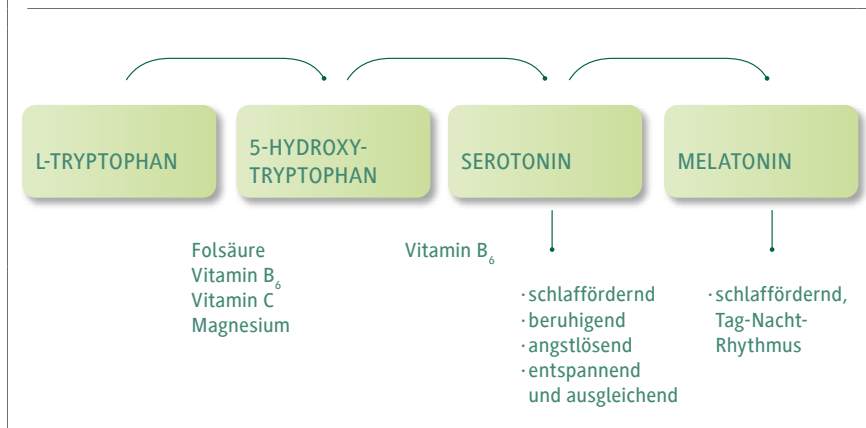 L-TRYPTOPHAN
5-HYDROXY-
TRYPTOPHAN
SEROTONIN
MELATONIN
Folsäure
Vitamin B₆
Vitamin C
Magnesium
Vitamin B₆
·schlaffördernd
·beruhigend
·angstlösend
·entspannend
und ausgleichend
·schlaffördernd,
Tag-Nacht-
Rhythmus